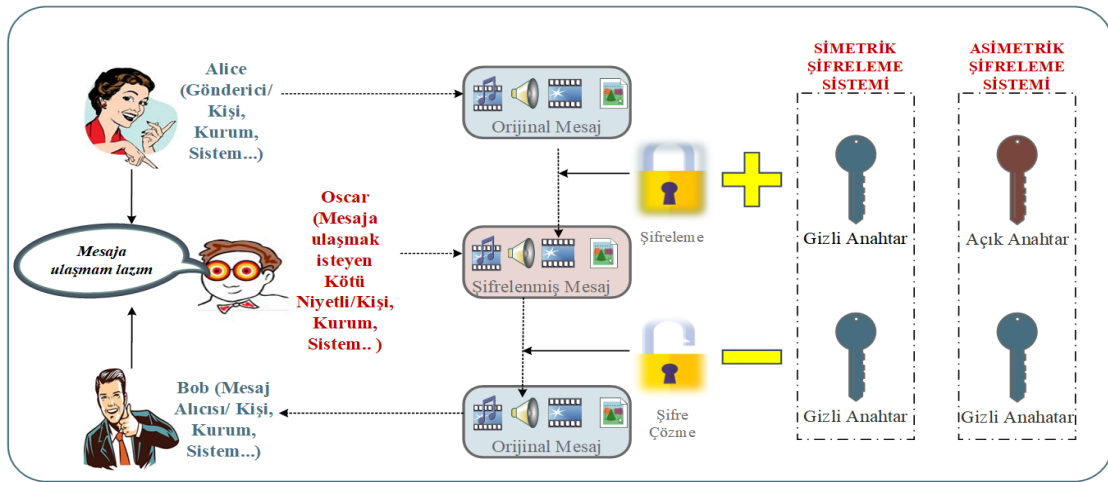 Alice
(Gönderici/
Kişi,
Kurum,
Sistem...)
Orijinal Mesaj
SİMETRİK
ŞİFRELEME
SİSTEMİ
ASİMETRİK
ŞİFRELEME
SİSTEMİ
Şifreleme
Gizli Anahtar
Açık Anahtar
Mesaja
ulaşmam lazım
Oscar
(Mesaja
ulaşmak
isteyen
Kötü
Niyetli/Kişi,
Kurum,
Sistem.. )
Şifrelenmiş Mesaj
Bob (Mesaj
Alıcısı/ Kişi,
Kurum,
Sistem...)
Orijinal Mesaj
Şifre
Çözme
Gizli Anahtar
Gizli Anahatar